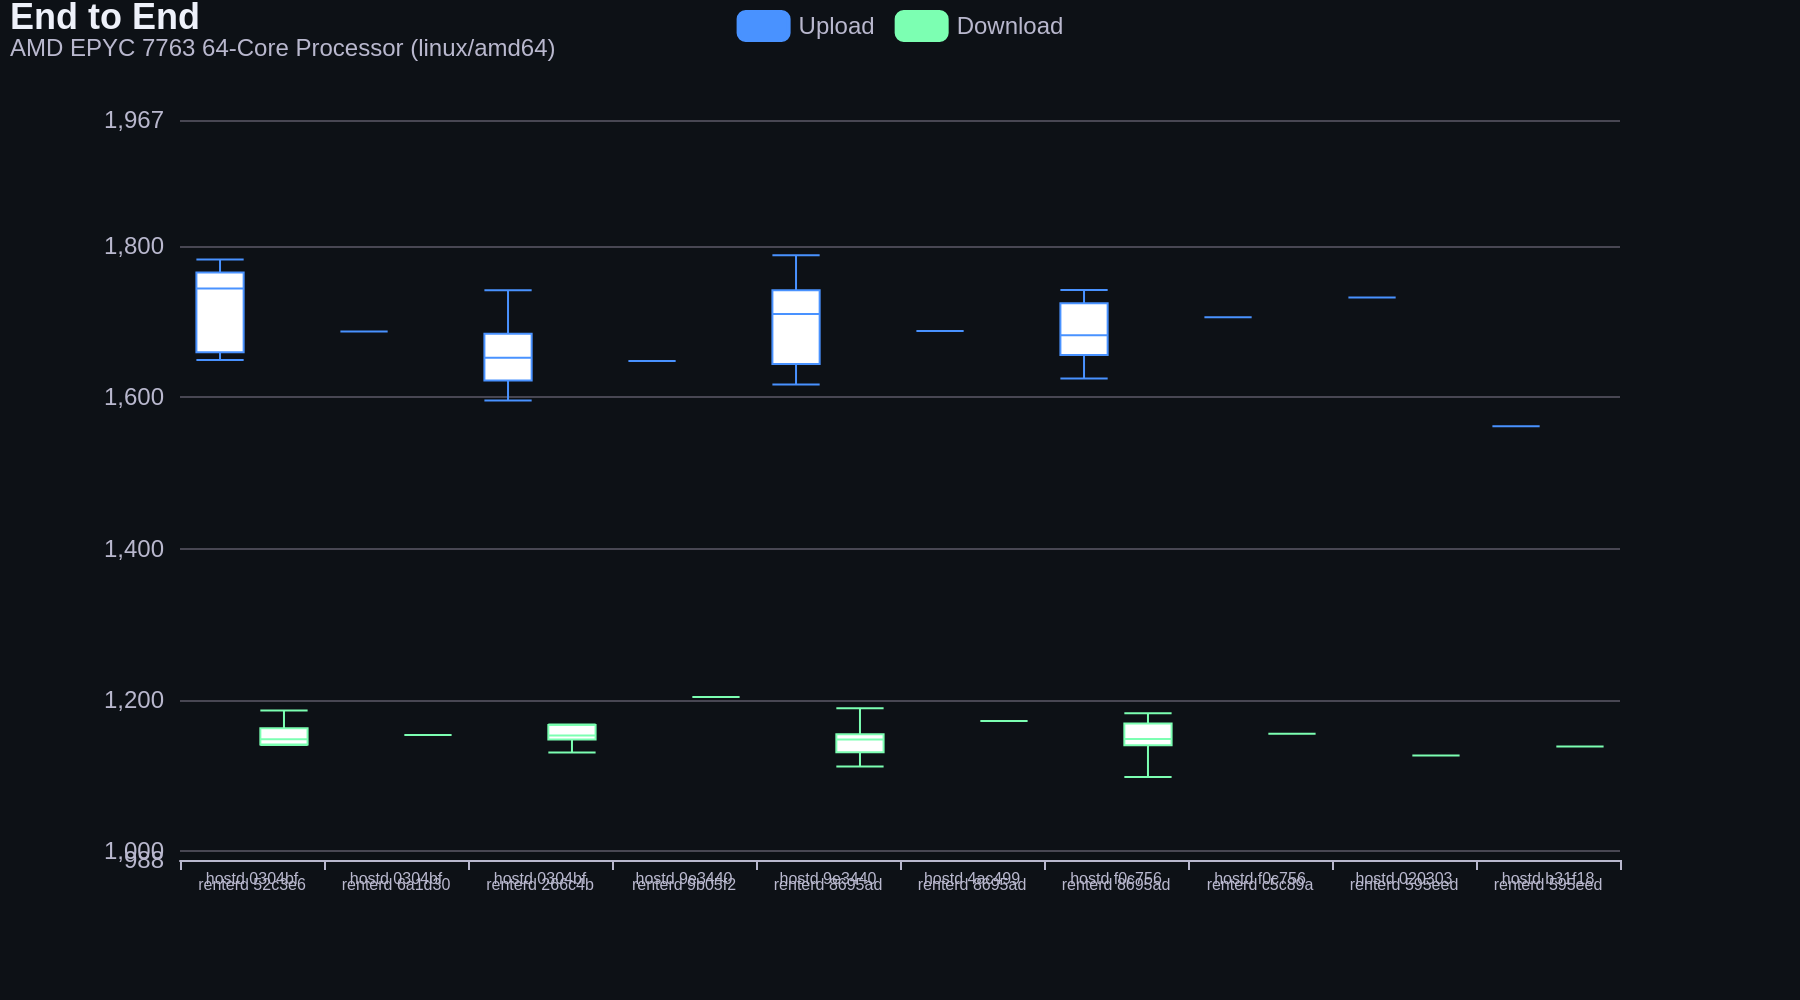 End to End
AMD EPYC 7763 64-Core Processor (linux/amd64)
Upload
Download
1,967
1,800
1,600
1,400
1,200
1,000
988
hostd 0304bf
renterd 52c3e6
hostd 0304bf
renterd 6a1d30
hostd 0304bf
renterd 266c4b
hostd 9e3440
renterd 9b05f2
hostd 9e3440
renterd 8695ad
hostd 4ac499
renterd 8695ad
hostd f0c756
renterd 8695ad
hostd f0c756
renterd c5c89a
hostd 020303
renterd 595eed
hostd b31f18
renterd 595eed